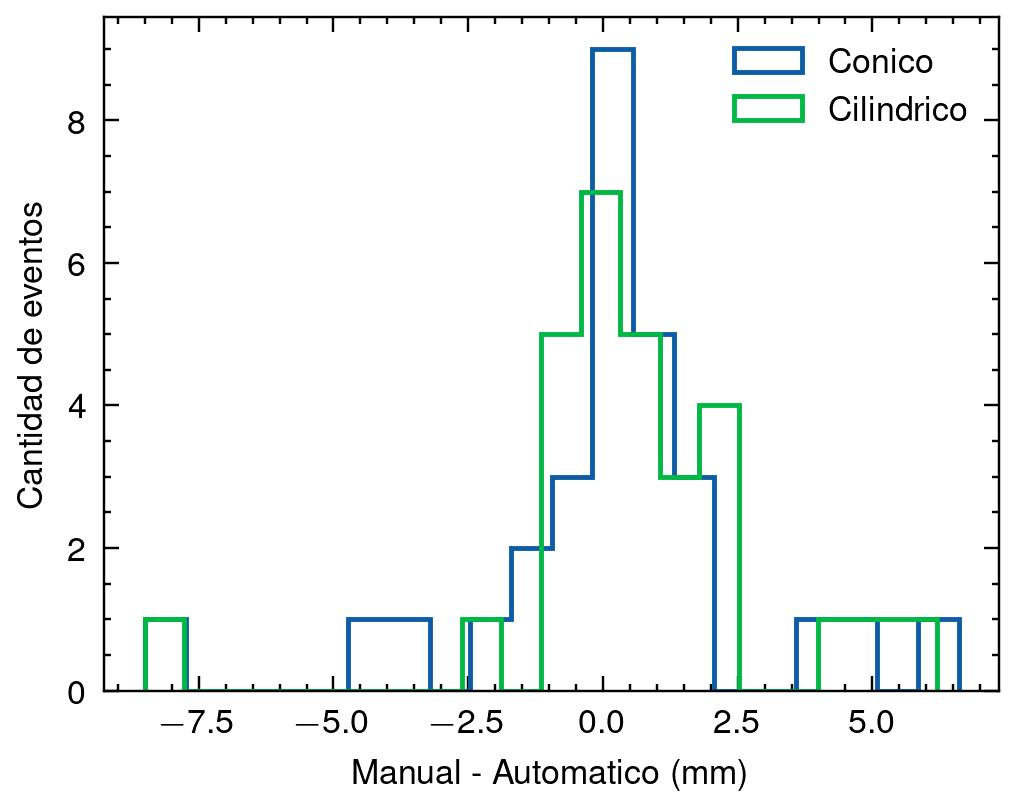 Conico
Cilindrico
Cantidad de eventos
8
6
4
2
0
−7.5 −5.0 −2.5 0.0 2.5 5.0
Manual - Automatico (mm)